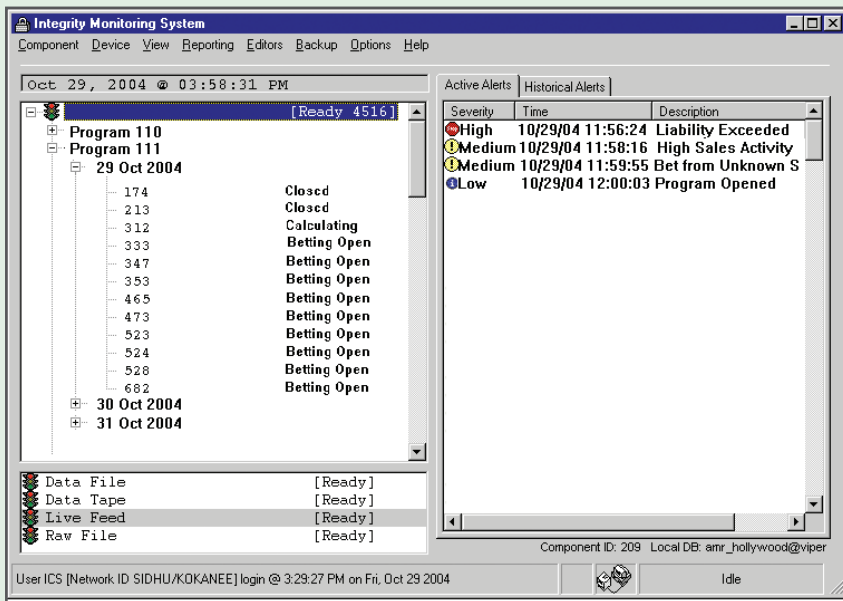 Integrity Monitoring System
Component Device View Reporting Editors Backup Options Help
Oct 29, 2004 @ 03:58:31 PM
[Ready 4516]
Program 110
Program 111
29 Oct 2004
174 Closed
213 Closed
312 Calculating
333 Betting Open
347 Betting Open
353 Betting Open
465 Betting Open
473 Betting Open
523 Betting Open
524 Betting Open
528 Betting Open
682 Betting Open
30 Oct 2004
31 Oct 2004
Data File [Ready]
Data Tape [Ready]
Live Feed [Ready]
Raw File [Ready]
Active Alerts Historical Alerts
Severity Time Description
High 10/29/04 11:56:24 Liability Exceeded
Medium 10/29/04 11:58:16 High Sales Activity
Medium 10/29/04 11:59:55 Bet from Unknown S
Low 10/29/04 12:00:03 Program Opened
Component ID: 209 Local DB: amr_hollywood@viper
User ICS [Network ID SIDHU/KOKANEE] login @ 3:29:27 PM on Fri, Oct 29 2004
Idle